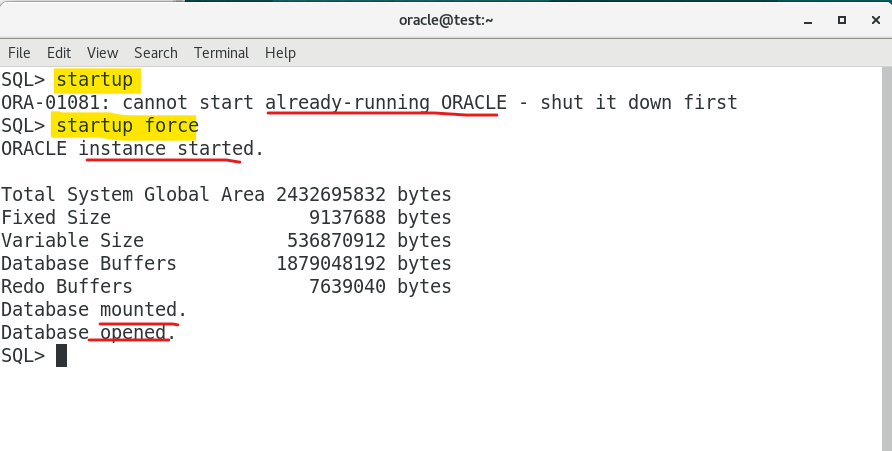 oracle@test:~
File Edit View Search Terminal Help
SQL> startup
ORA-01081: cannot start already-running ORACLE - shut it down first
SQL> startup force
ORACLE instance started.
Total System Global Area 2432695832 bytes
Fixed Size 9137688 bytes
Variable Size 536870912 bytes
Database Buffers 1879048192 bytes
Redo Buffers 7639040 bytes
Database mounted.
Database opened.
SQL>